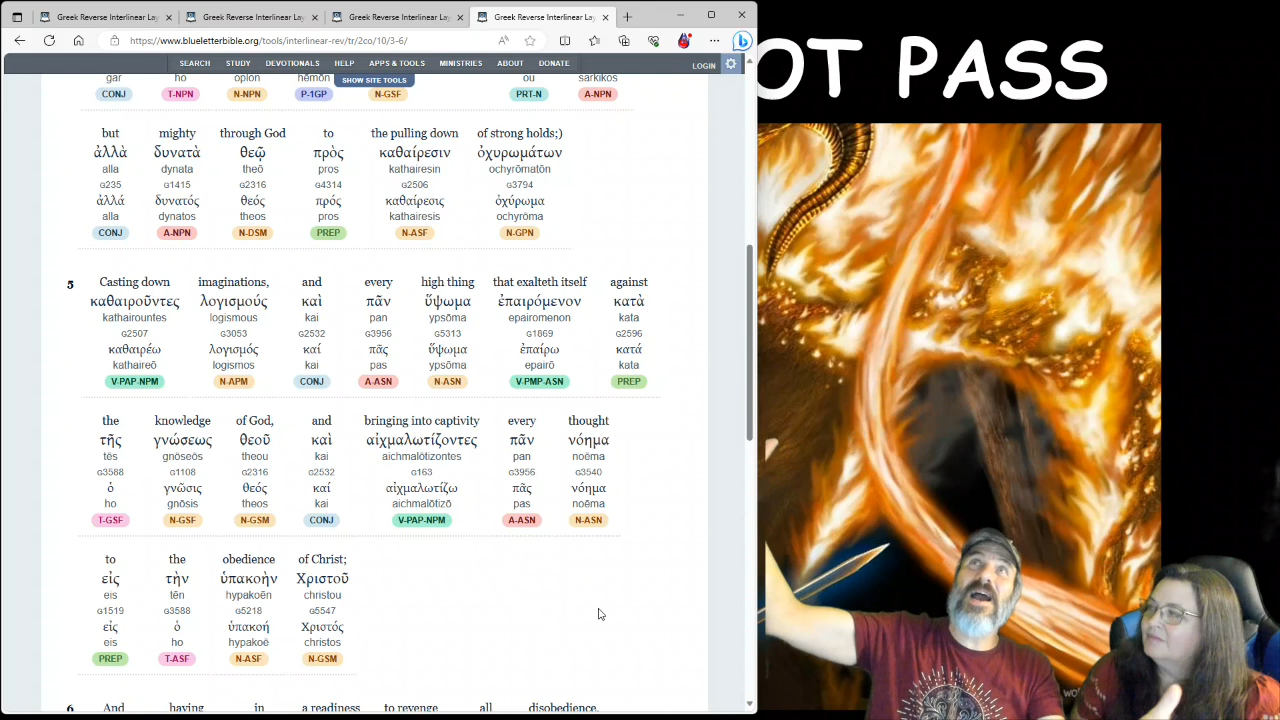 Greek Reverse Interlinear Lay
Greek Reverse Interlinear Lay
Greek Reverse Interlinear Lay
Greek Reverse Interlinear Lay
https://www.blueletterbible.org/tools/interlinear-rev/tr/2co/10/3-6/
SEARCH STUDY DEVOTIONALS HELP APPS & TOOLS MINISTRIES ABOUT DONATE LOGIN
SHOW SITE TOOLS
gar ho oplon hēmōn ou sarkikos
CONJ T-NPN N-NPN P-1GP N-GSF PRT-N A-NPN
but mighty through God to the pulling down of strong holds;)
ἀλλὰ δυνατὰ θεῷ πρὸς καθαίρεσιν ὀχυρωμάτων
alla dynata theō pros kathairesin ochyrōmatōn
G235 G1415 G2316 G4314 G2506 G3794
ἀλλά δυνατός θεός πρός καθαίρεσις ὀχύρωμα
alla dynatos theos pros kathairesis ochyrōma
CONJ A-NPN N-DSM PREP N-ASF N-GPN
5 Casting down imaginations, and every high thing that exalteth itself against
καθαιροῦντες λογισμούς καὶ πᾶν ὕψωμα ἐπαιρόμενον κατὰ
kathairountes logismous kai pan ypsōma epairomenon kata
G2507 G3053 G2532 G3956 G5313 G1869 G2596
καθαιρέω λογισμός καί πᾶς ὕψωμα ἐπαίρω κατά
kathaireō logismos kai pas ypsōma epairō kata
V-PAP-NPM N-APM CONJ A-ASN N-ASN V-PMP-ASN PREP
the knowledge of God, and bringing into captivity every thought
τῆς γνώσεως θεοῦ καὶ αἰχμαλωτίζοντες πᾶν νόημα
tēs gnōseōs theou kai aichmalōtizontes pan noēma
G3588 G1108 G2316 G2532 G163 G3956 G3540
ὁ γνῶσις θεός καί αἰχμαλωτίζω πᾶς νόημα
ho gnōsis theos kai aichmalōtizō pas noēma
T-GSF N-GSF N-GSM CONJ V-PAP-NPM A-ASN N-ASN
to the obedience of Christ;
εἰς τὴν ὑπακοὴν Χριστοῦ
eis tēn hypakoēn christou
G1519 G3588 G5218 G5547
εἰς ὁ ὑπακοή Χριστός
eis ho hypakoē christos
PREP T-ASF N-ASF N-GSM
6 And having in a readiness to revenge all disobedience,
OT PASS